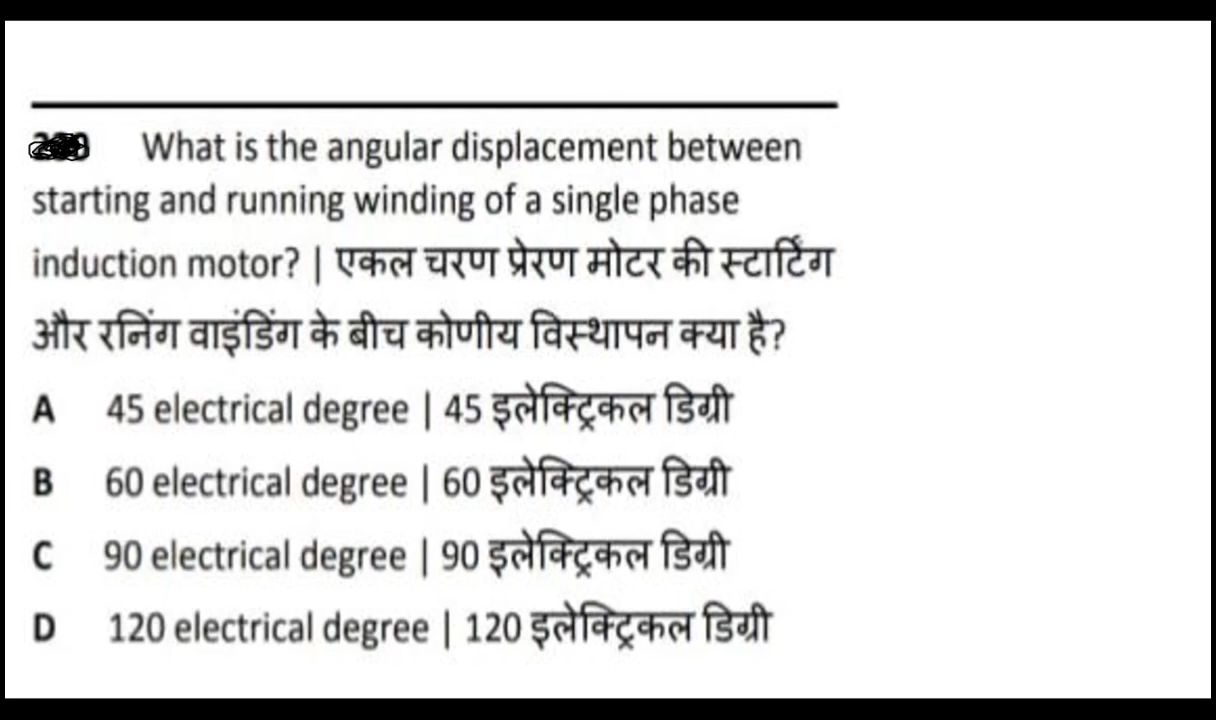 What is the angular displacement between
starting and running winding of a single phase
induction motor? | एकल चरण प्रेरण मोटर की स्टार्टिंग
और रनिंग वाइंडिंग के बीच कोणीय विस्थापन क्या है?
A 45 electrical degree | 45 इलेक्ट्रिकल डिग्री
B 60 electrical degree | 60 इलेक्ट्रिकल डिग्री
C 90 electrical degree | 90 इलेक्ट्रिकल डिग्री
D 120 electrical degree | 120 इलेक्ट्रिकल डिग्री